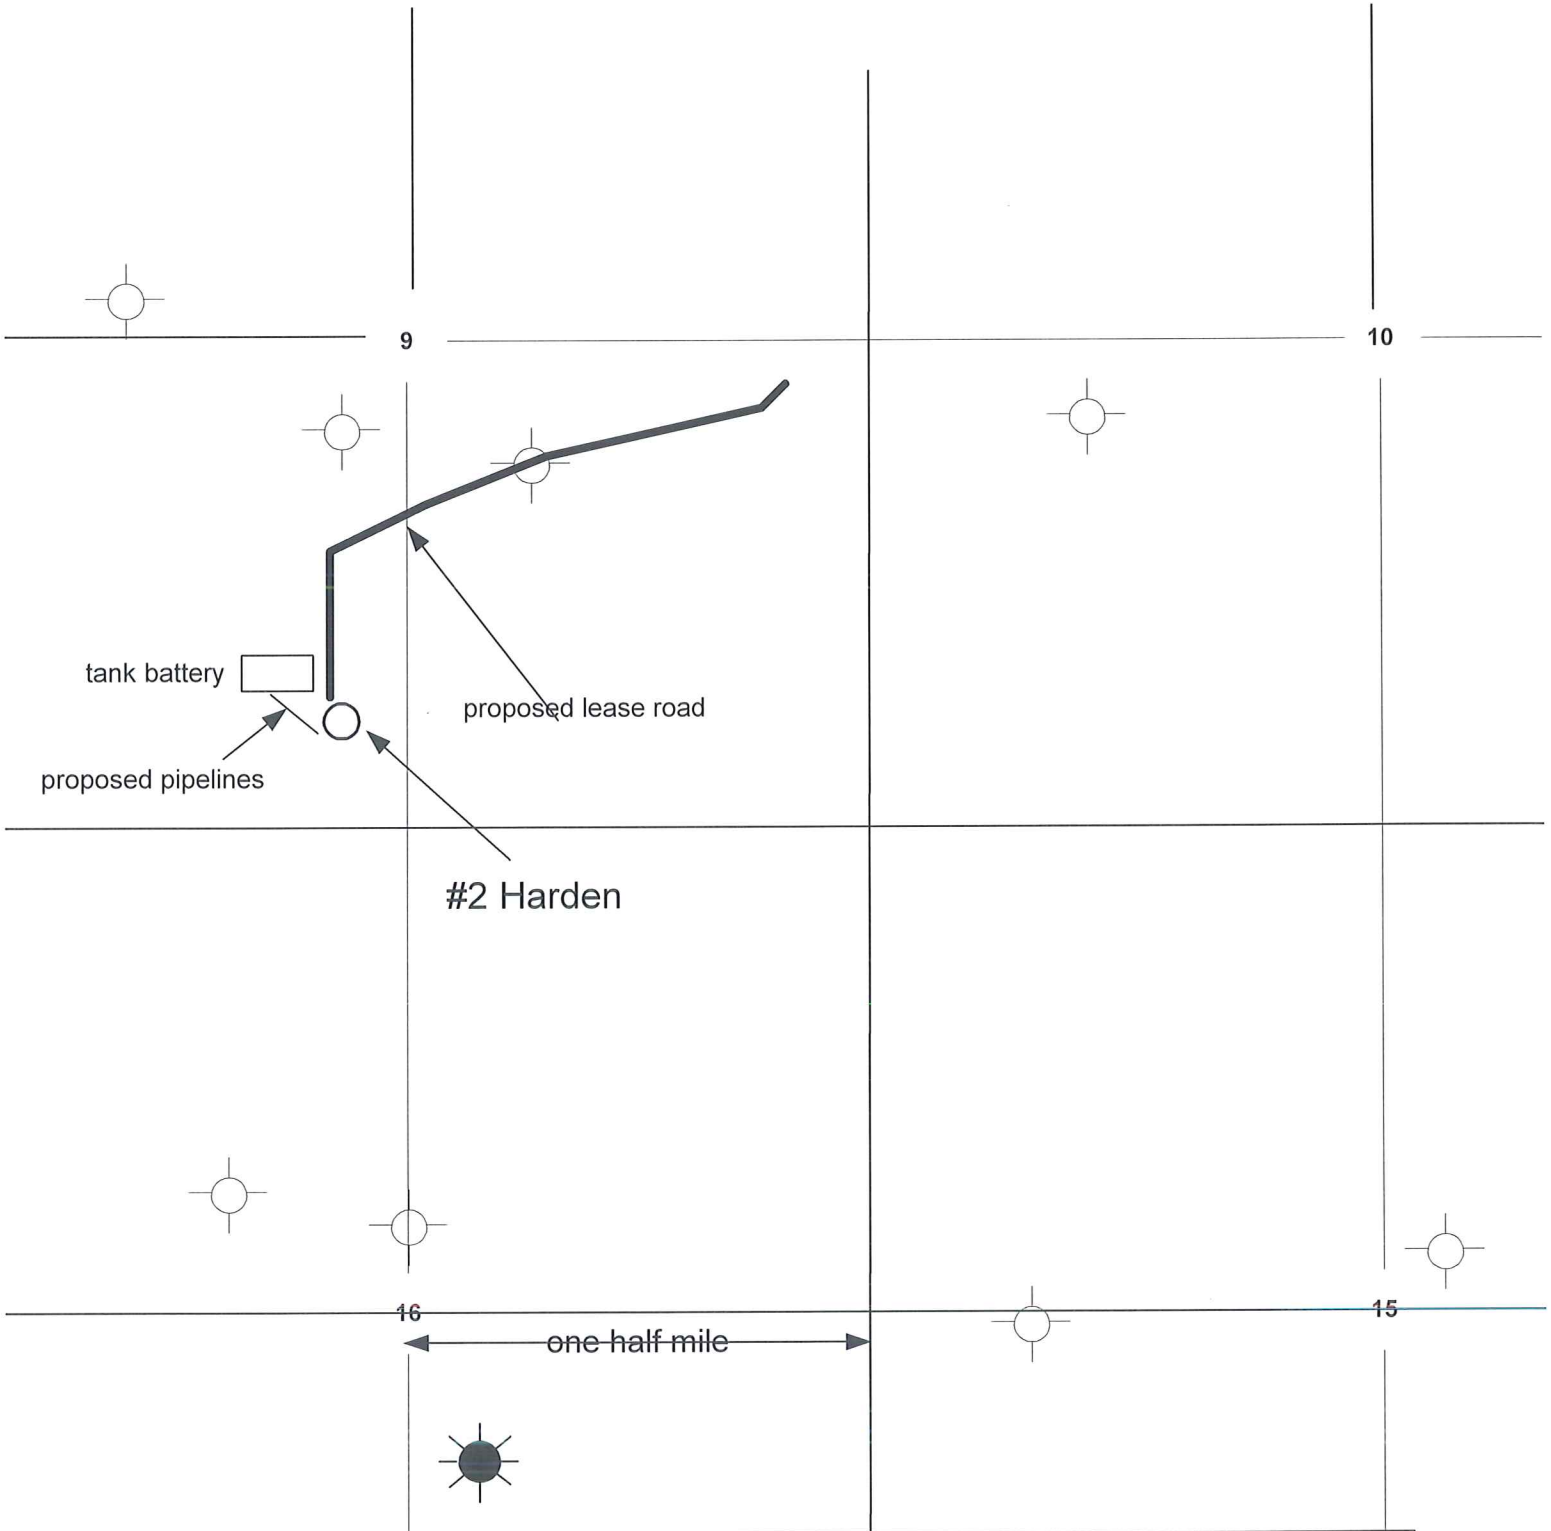 9
10
tank battery
proposed lease road
proposed pipelines
#2 Harden
16
15
one half mile